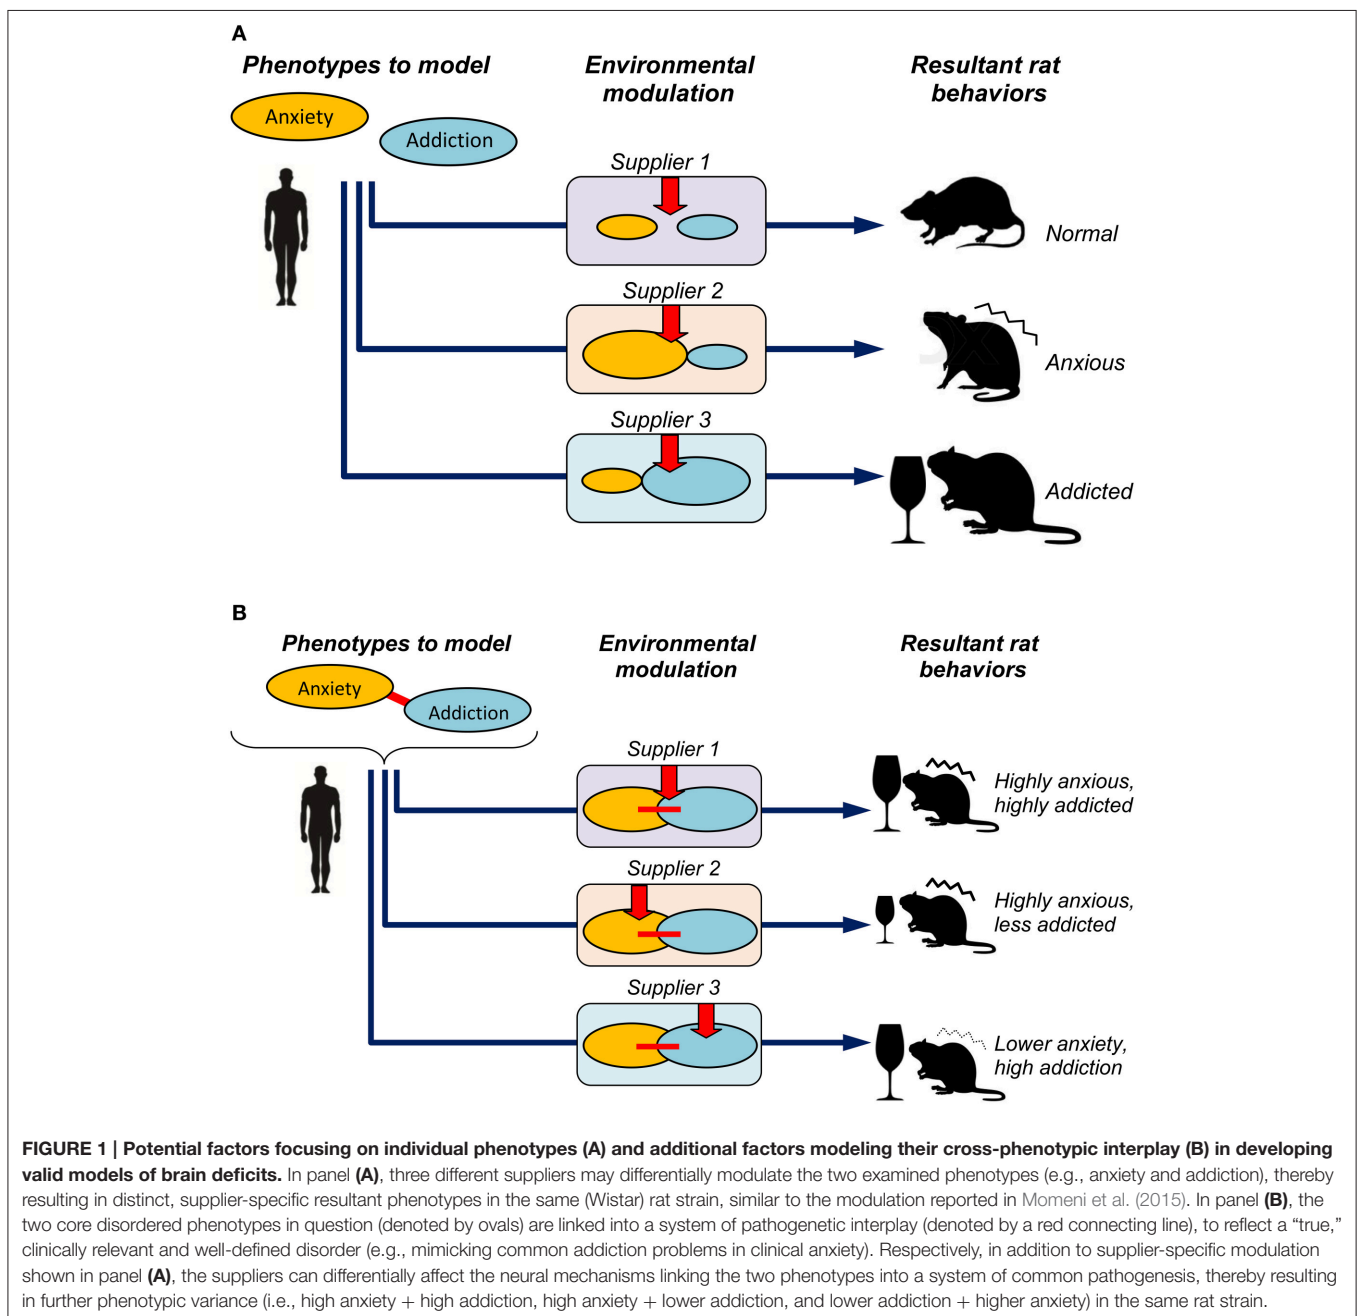 A
Phenotypes to model
Environmental
modulation
Resultant rat
behaviors
Anxiety
Addiction
Supplier 1
Normal
Supplier 2
Anxious
Supplier 3
Addicted
B
Phenotypes to model
Environmental
modulation
Resultant rat
behaviors
Anxiety
Addiction
Supplier 1
Highly anxious,
highly addicted
Supplier 2
Highly anxious,
less addicted
Supplier 3
Lower anxiety,
high addiction
FIGURE 1 | Potential factors focusing on individual phenotypes (A) and additional factors modeling their cross-phenotypic interplay (B) in developing
valid models of brain deficits. In panel (A), three different suppliers may differentially modulate the two examined phenotypes (e.g., anxiety and addiction), thereby
resulting in distinct, supplier-specific resultant phenotypes in the same (Wistar) rat strain, similar to the modulation reported in Momeni et al. (2015). In panel (B), the
two core disordered phenotypes in question (denoted by ovals) are linked into a system of pathogenetic interplay (denoted by a red connecting line), to reflect a “true,”
clinically relevant and well-defined disorder (e.g., mimicking common addiction problems in clinical anxiety). Respectively, in addition to supplier-specific modulation
shown in panel (A), the suppliers can differentially affect the neural mechanisms linking the two phenotypes into a system of common pathogenesis, thereby resulting
in further phenotypic variance (i.e., high anxiety + high addiction, high anxiety + lower addiction, and lower addiction + higher anxiety) in the same rat strain.